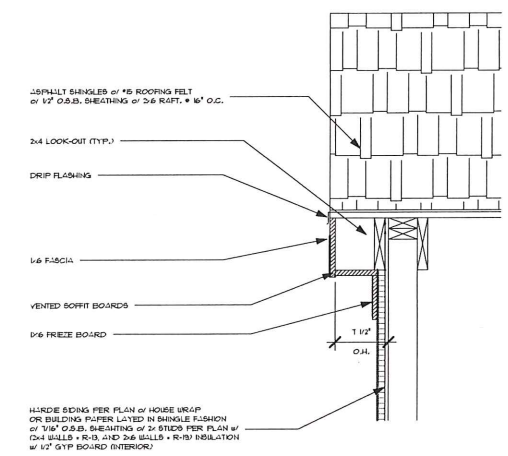 ASPHALT SHINGLES o/ #15 ROOFING FELT
o/ 1/2" O.S.B. SHEATHING o/ 2x6 RAFT. @ 16" O.C.
2x4 LOOK-OUT (TYP.)
DRIP FLASHING
1x6 FASCIA
VENTED SOFFIT BOARDS
1x6 FRIEZE BOARD
7 1/2"
O.H.
HARDIE SIDING PER PLAN o/ HOUSE WRAP
OR BUILDING PAPER LAYED IN SHINGLE FASHION
o/ 7/16" O.S.B. SHEAHTING o/ 2x STUDS PER PLAN w/
(2x4 WALLS = R-13, AND 2x6 WALLS = R-19) INSULATION
w/ 1/2" GYP BOARD (INTERIOR)